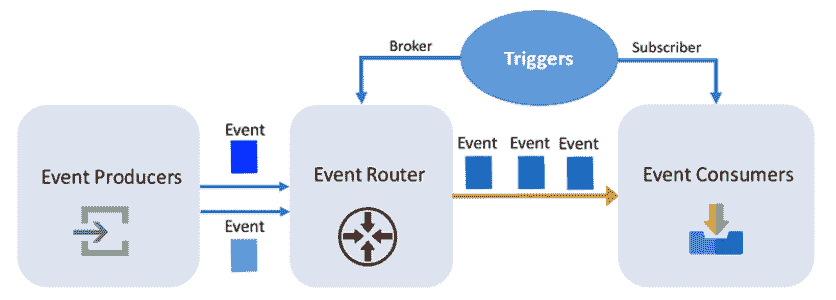 Broker
Triggers
Subscriber
Event
Event
Event
Event
Event Producers
Event Router
Event Consumers
Event